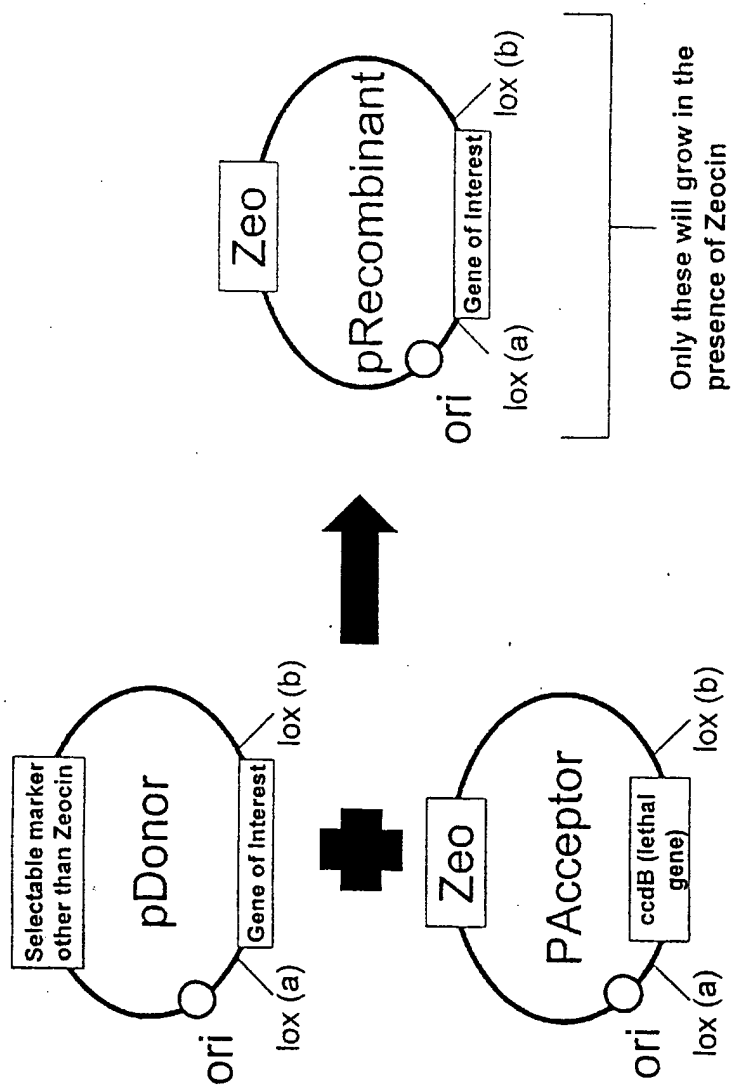 Selectable marker
other than Zeocin
pDonor
ori
lox (a)
Gene of Interest
lox (b)
Zeo
PAcceptor
ori
lox (a)
ccdB (lethal
gene)
lox (b)
Zeo
pRecombinant
ori
lox (a)
Gene of Interest
lox (b)
Only these will grow in the
presence of Zeocin